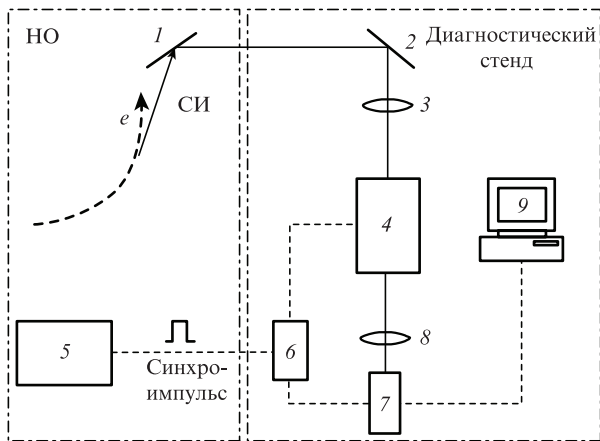 НО
1
2
Диагностический
стенд
3
e
СИ
4
9
5
6
8
Синхро-
импульс
7